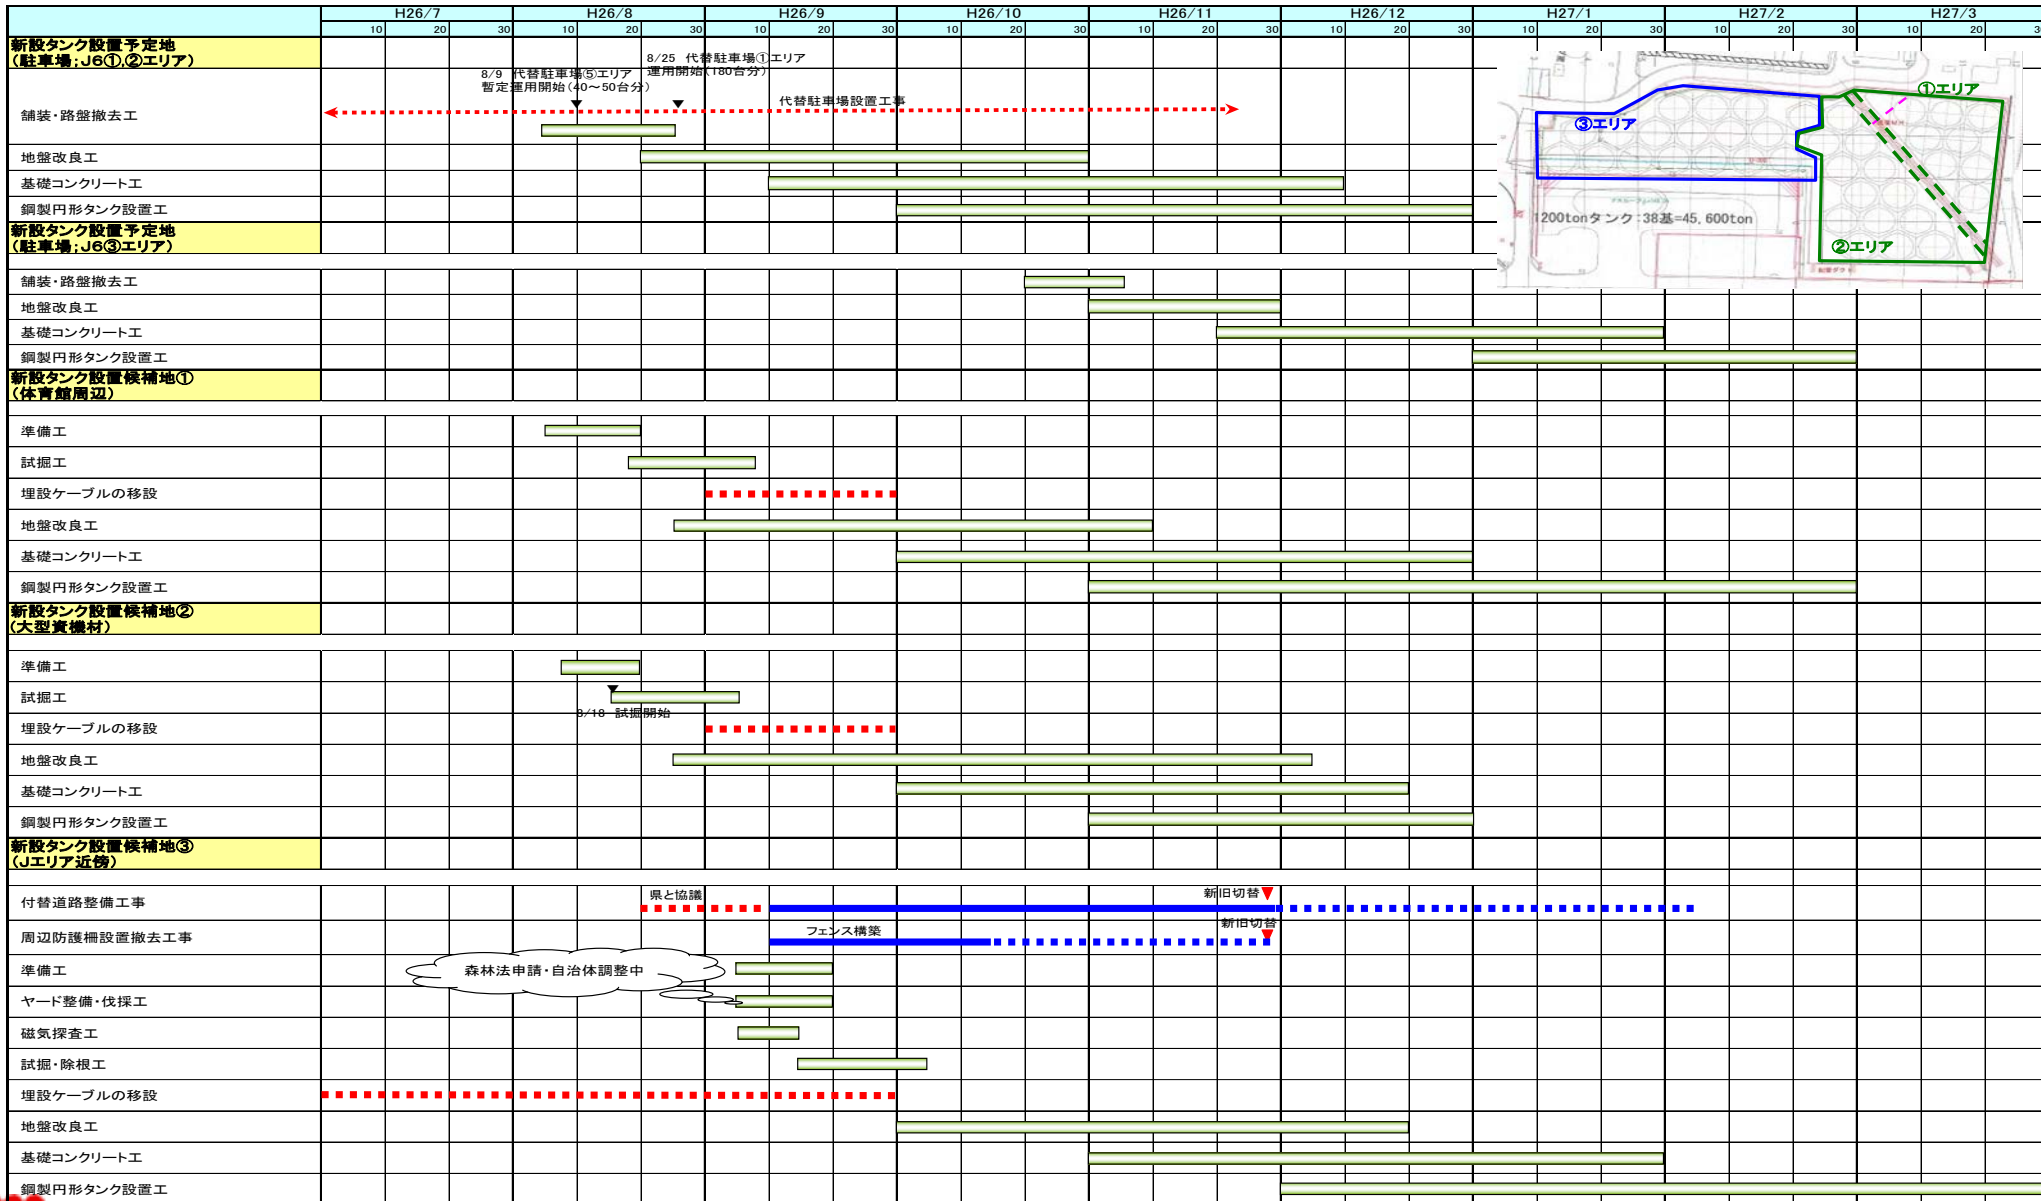 H26/7 H26/8 H26/9 H26/10 H26/11 H26/12 H27/1 H27/2 H27/3
10 20 30 10 20 30 10 20 30 10 20 30 10 20 30 10 20 30 10 20 30 10 20 30 10 20 30
新設タンク設置予定地
(駐車場;J6①,②エリア)
8/9 代替駐車場⑤エリア
暫定運用開始(40～50台分)
8/25 代替駐車場①エリア
運用開始(180台分)
代替駐車場設置工事
舗装・路盤撤去工
地盤改良工
基礎コンクリート工
鋼製円形タンク設置工
①エリア
③エリア
1200tonタンク:38基=45,600ton
②エリア
新設タンク設置予定地
(駐車場;J6③エリア)
舗装・路盤撤去工
地盤改良工
基礎コンクリート工
鋼製円形タンク設置工
新設タンク設置候補地①
(体育館周辺)
準備工
試掘工
埋設ケーブルの移設
地盤改良工
基礎コンクリート工
鋼製円形タンク設置工
新設タンク設置候補地②
(大型資機材)
準備工
試掘工
8/18 試掘開始
埋設ケーブルの移設
地盤改良工
基礎コンクリート工
鋼製円形タンク設置工
新設タンク設置候補地③
(Jエリア近傍)
付替道路整備工事
県と協議
新旧切替
周辺防護柵設置撤去工事
フェンス構築
新旧切替
準備工
森林法申請・自治体調整中
ヤード整備・伐採工
磁気探査工
試掘・除根工
埋設ケーブルの移設
地盤改良工
基礎コンクリート工
鋼製円形タンク設置工